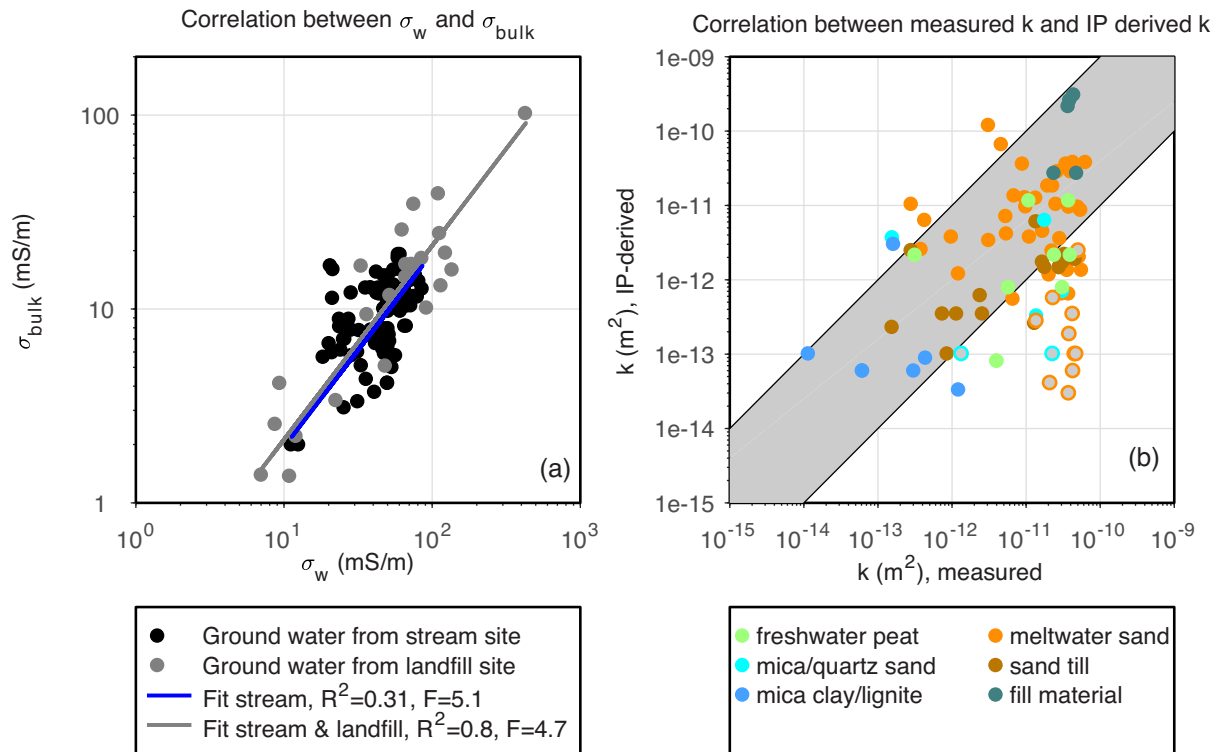 Correlation between σw and σbulk
σbulk (mS/m)
100
10
1
10^0 10^1 10^2 10^3
σw (mS/m)
(a)
Ground water from stream site
Ground water from landfill site
Fit stream, R^2=0.31, F=5.1
Fit stream & landfill, R^2=0.8, F=4.7
Correlation between measured k and IP derived k
k (m^2), IP-derived
1e-09
1e-10
1e-11
1e-12
1e-13
1e-14
1e-15
10^-15 10^-14 10^-13 10^-12 10^-11 10^-10 10^-9
k (m^2), measured
(b)
freshwater peat
mica/quartz sand
mica clay/lignite
meltwater sand
sand till
fill material